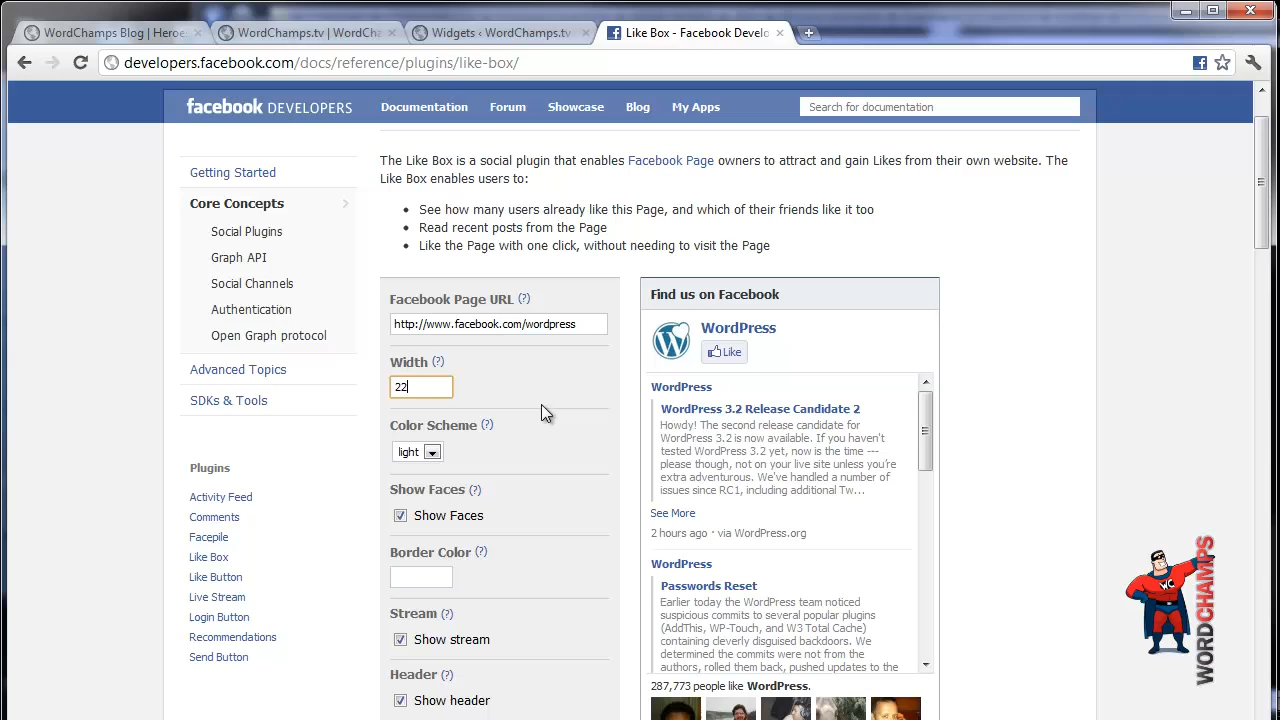 WordChamps Blog | Heroe
WordChamps.tv | WordCha
Widgets ‹ WordChamps.tv
Like Box - Facebook Develo
developers.facebook.com/docs/reference/plugins/like-box/
facebook DEVELOPERS
Documentation
Forum
Showcase
Blog
My Apps
Search for documentation
Getting Started
Core Concepts
Social Plugins
Graph API
Social Channels
Authentication
Open Graph protocol
Advanced Topics
SDKs & Tools
Plugins
Activity Feed
Comments
Facepile
Like Box
Like Button
Live Stream
Login Button
Recommendations
Send Button
The Like Box is a social plugin that enables Facebook Page owners to attract and gain Likes from their own website. The
Like Box enables users to:
• See how many users already like this Page, and which of their friends like it too
• Read recent posts from the Page
• Like the Page with one click, without needing to visit the Page
Facebook Page URL (?)
http://www.facebook.com/wordpress
Width (?)
22
Color Scheme (?)
light
Show Faces (?)
Show Faces
Border Color (?)
Stream (?)
Show stream
Header (?)
Show header
Find us on Facebook
WordPress
Like
WordPress
WordPress 3.2 Release Candidate 2
Howdy! The second release candidate for
WordPress 3.2 is now available. If you haven't
tested WordPress 3.2 yet, now is the time ---
please though, not on your live site unless you're
extra adventurous. We've handled a number of
issues since RC1, including additional Tw...
See More
2 hours ago · via WordPress.org
WordPress
Passwords Reset
Earlier today the WordPress team noticed
suspicious commits to several popular plugins
(AddThis, WP-Touch, and W3 Total Cache)
containing cleverly disguised backdoors. We
determined the commits were not from the
authors, rolled them back, pushed updates to the
287,773 people like WordPress.
WC
WORDCHAMPS